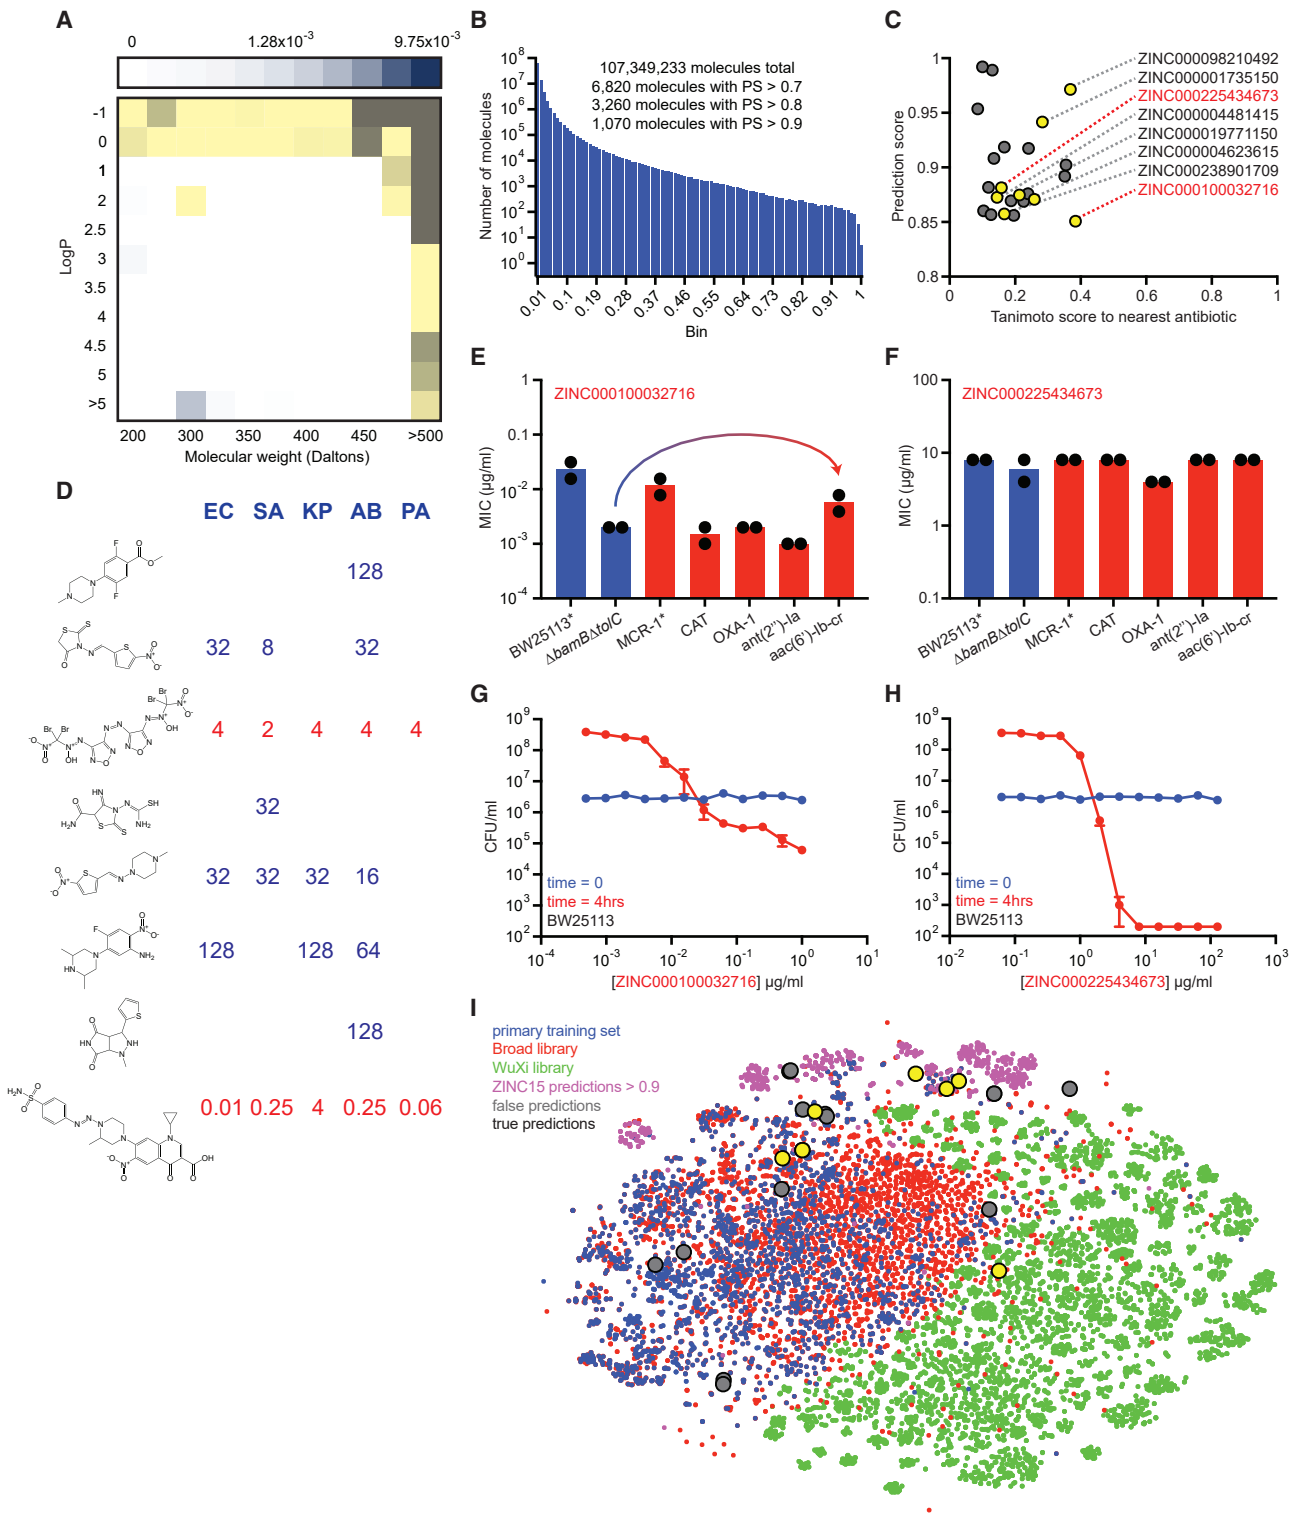 A
0 1.28x10⁻³ 9.75x10⁻³
LogP
-1
0
1
2
2.5
3
3.5
4
4.5
5
>5
200 300 350 400 450 >500
Molecular weight (Daltons)
B
Number of molecules
10⁸
10⁷
10⁶
10⁵
10⁴
10³
10²
10¹
10⁰
107,349,233 molecules total
6,820 molecules with PS > 0.7
3,260 molecules with PS > 0.8
1,070 molecules with PS > 0.9
0.01 0.1 0.19 0.28 0.37 0.46 0.55 0.64 0.73 0.82 0.91 1
Bin
C
Prediction score
1
0.95
0.9
0.85
0.8
0 0.2 0.4 0.6 0.8 1
Tanimoto score to nearest antibiotic
ZINC000098210492
ZINC000001735150
ZINC000225434673
ZINC000004481415
ZINC000019771150
ZINC000004623615
ZINC000238901709
ZINC000100032716
D
EC SA KP AB PA
128
32 8 32
4 2 4 4 4
32
32 32 32 16
128 128 64
128
0.01 0.25 4 0.25 0.06
E
ZINC000100032716
MIC (µg/ml)
1
0.1
10⁻²
10⁻³
10⁻⁴
BW25113* ΔbamBΔtolC MCR-1* CAT OXA-1 ant(2")-Ia aac(6')-Ib-cr
F
ZINC000225434673
MIC (µg/ml)
100
10
1
0.1
BW25113* ΔbamBΔtolC MCR-1* CAT OXA-1 ant(2")-Ia aac(6')-Ib-cr
G
CFU/ml
10⁹
10⁸
10⁷
10⁶
10⁵
10⁴
10³
10²
time = 0
time = 4hrs
BW25113
10⁻⁴ 10⁻³ 10⁻² 10⁻¹ 10⁰ 10¹
[ZINC000100032716] µg/ml
H
CFU/ml
10⁹
10⁸
10⁷
10⁶
10⁵
10⁴
10³
10²
time = 0
time = 4hrs
BW25113
10⁻² 10⁻¹ 10⁰ 10¹ 10² 10³
[ZINC000225434673] µg/ml
I
primary training set
Broad library
WuXi library
ZINC15 predictions > 0.9
false predictions
true predictions